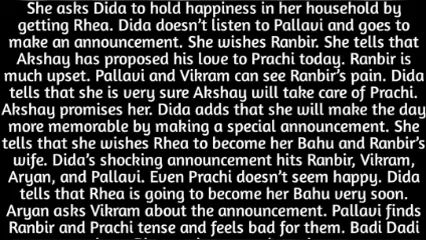 She asks Dida to hold happiness in her household by
getting Rhea. Dida doesn’t listen to Pallavi and goes to
make an announcement. She wishes Ranbir. She tells that
Akshay has proposed his love to Prachi today. Ranbir is
much upset. Pallavi and Vikram can see Ranbir’s pain. Dida
tells that she is very sure Akshay will take care of Prachi.
Akshay promises her. Dida adds that she will make the day
more memorable by making a special announcement. She
tells that she wishes Rhea to become her Bahu and Ranbir’s
wife. Dida’s shocking announcement hits Ranbir, Vikram,
Aryan, and Pallavi. Even Prachi doesn’t seem happy. Dida
tells that Rhea is going to become her Bahu very soon.
Aryan asks Vikram about the announcement. Pallavi finds
Ranbir and Prachi tense and feels bad for them. Badi Dadi